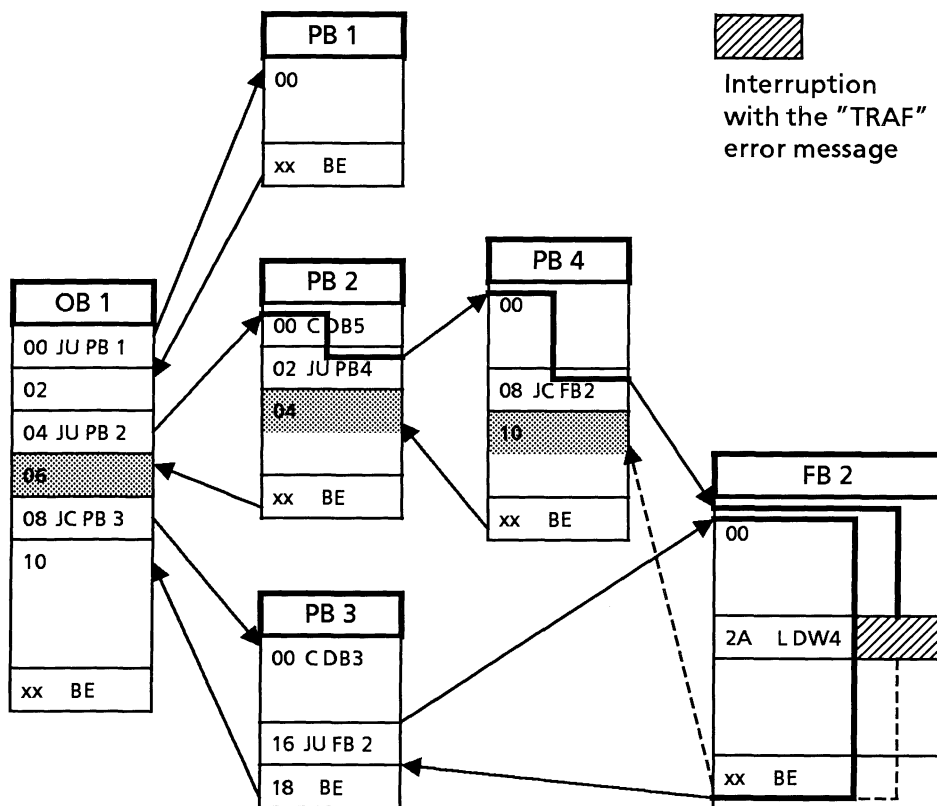 PB 1
00
xx BE
Interruption
with the "TRAF"
error message
OB 1
00 JU PB 1
02
04 JU PB 2
06
08 JC PB 3
10
xx BE
PB 2
00 C DB5
02 JU PB4
04
xx BE
PB 4
00
08 JC FB2
10
xx BE
PB 3
00 C DB3
16 JU FB 2
18 BE
FB 2
00
2A L DW4
xx BE